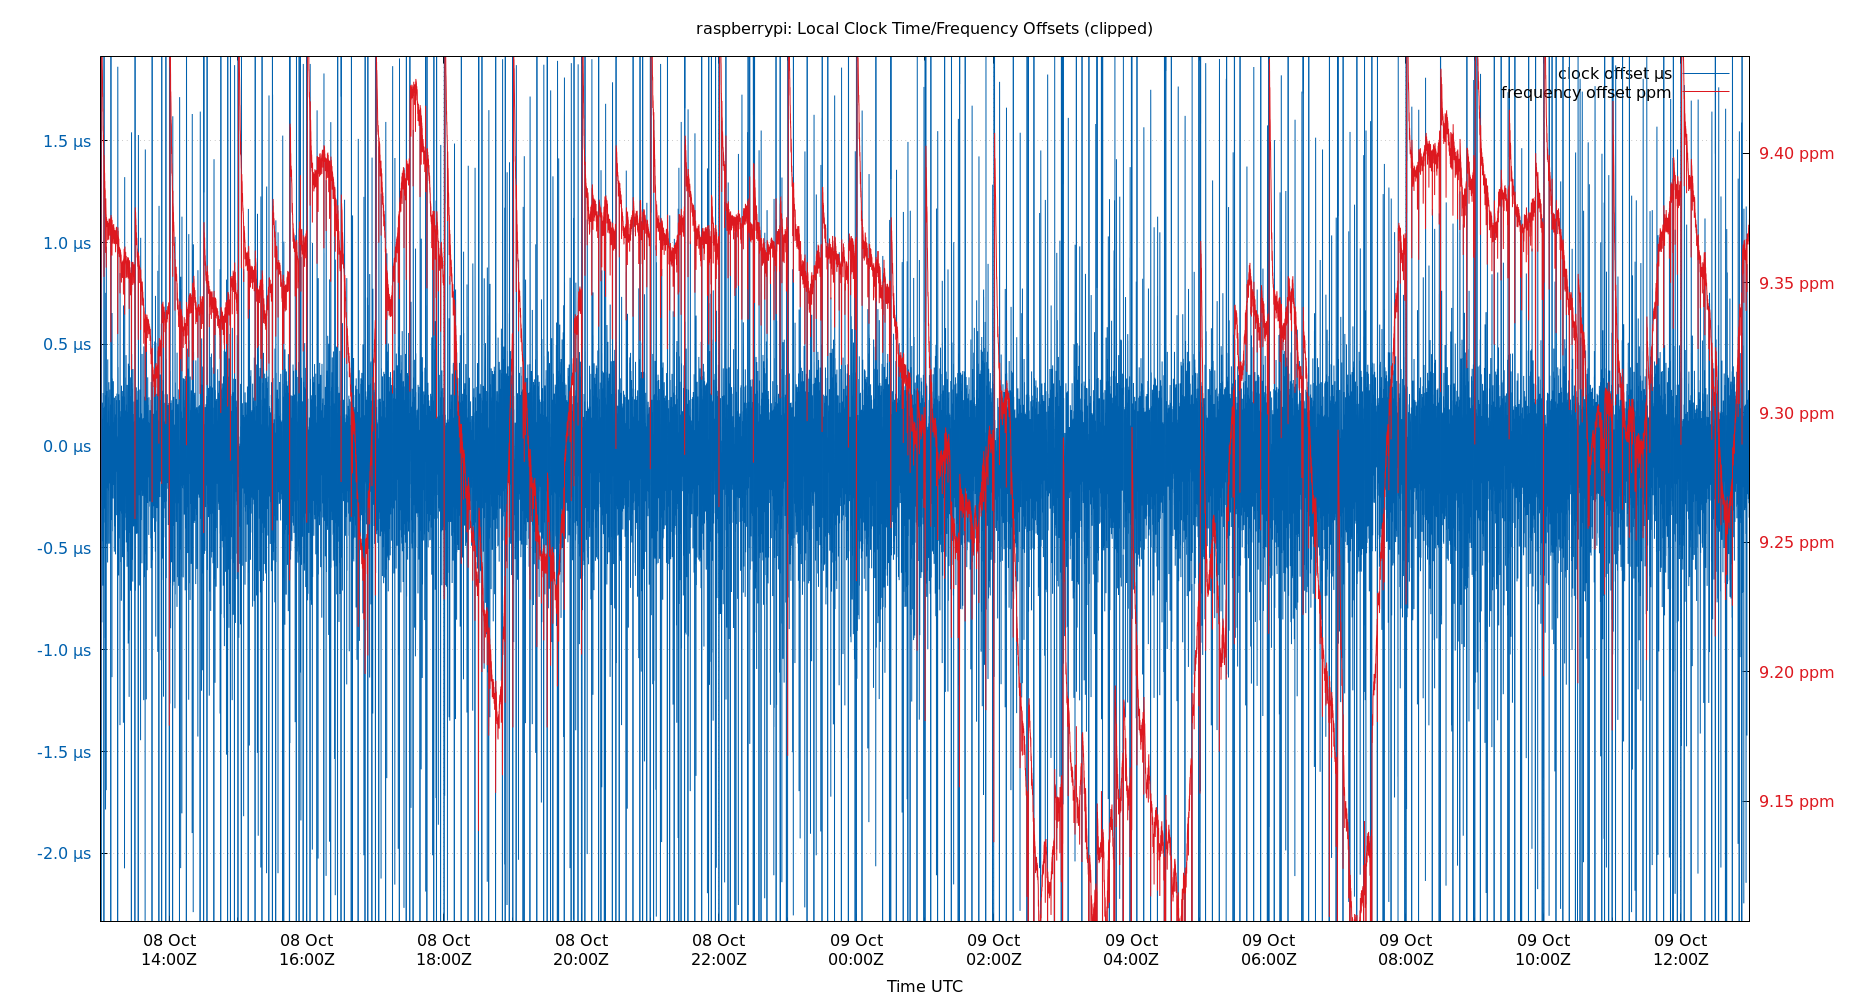 raspberrypi: Local Clock Time/Frequency Offsets (clipped)
clock offset µs
frequency offset ppm
1.5 µs
1.0 µs
0.5 µs
0.0 µs
-0.5 µs
-1.0 µs
-1.5 µs
-2.0 µs
9.40 ppm
9.35 ppm
9.30 ppm
9.25 ppm
9.20 ppm
9.15 ppm
08 Oct 08 Oct 08 Oct 08 Oct 08 Oct 09 Oct 09 Oct 09 Oct 09 Oct 09 Oct 09 Oct 09 Oct
14:00Z 16:00Z 18:00Z 20:00Z 22:00Z 00:00Z 02:00Z 04:00Z 06:00Z 08:00Z 10:00Z 12:00Z
Time UTC